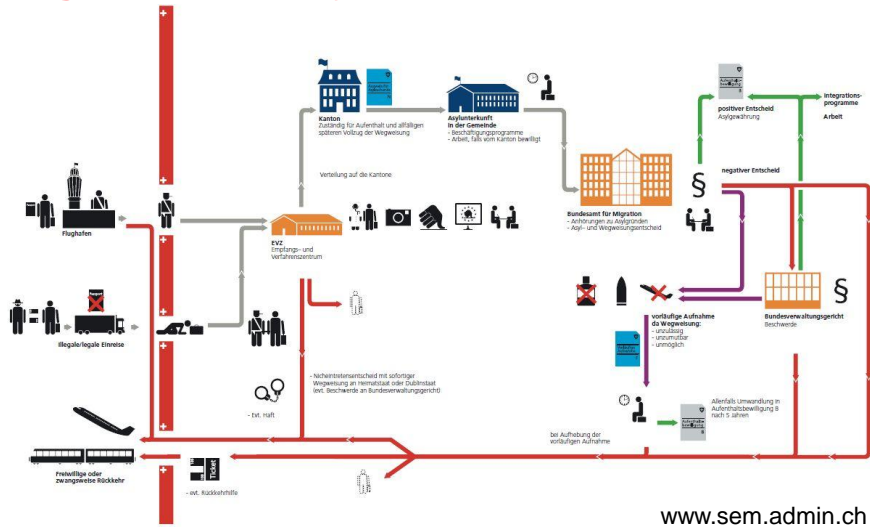 Kanton
Zuständig für Aufenthalt und allfälligen
späteren Vollzug der Wegweisung
Asylunterkunft
in der Gemeinde
- Beschäftigungsprogramme
- Arbeit, falls vom Kanton bewilligt
positiver Entscheid
Asylgewährung
Integrations-
programme
Arbeit
Verteilung auf die Kantone
negativer Entscheid
§
Flughafen
EVZ
Empfangs- und
Verfahrenszentrum
Bundesamt für Migration
- Anhörungen zu Asylgründen
- Asyl- und Wegweisungsentscheid
§
Bundesverwaltungsgericht
Beschwerde
vorläufige Aufnahme
da Wegweisung:
- unzulässig
- unzumutbar
- unmöglich
Illegale/legale Einreise
- Nichteintretensentscheid mit sofortiger
Wegweisung an Heimatstaat oder Dublinstaat
(evt. Beschwerde an Bundesverwaltungsgericht)
- Evt. Haft
Allenfalls Umwandlung in
Aufenthaltsbewilligung B
nach 5 Jahren
bei Aufhebung der
vorläufigen Aufnahme
Freiwillige oder
zwangsweise Rückkehr
Ticket
- evt. Rückkehrhilfe
www.sem.admin.ch